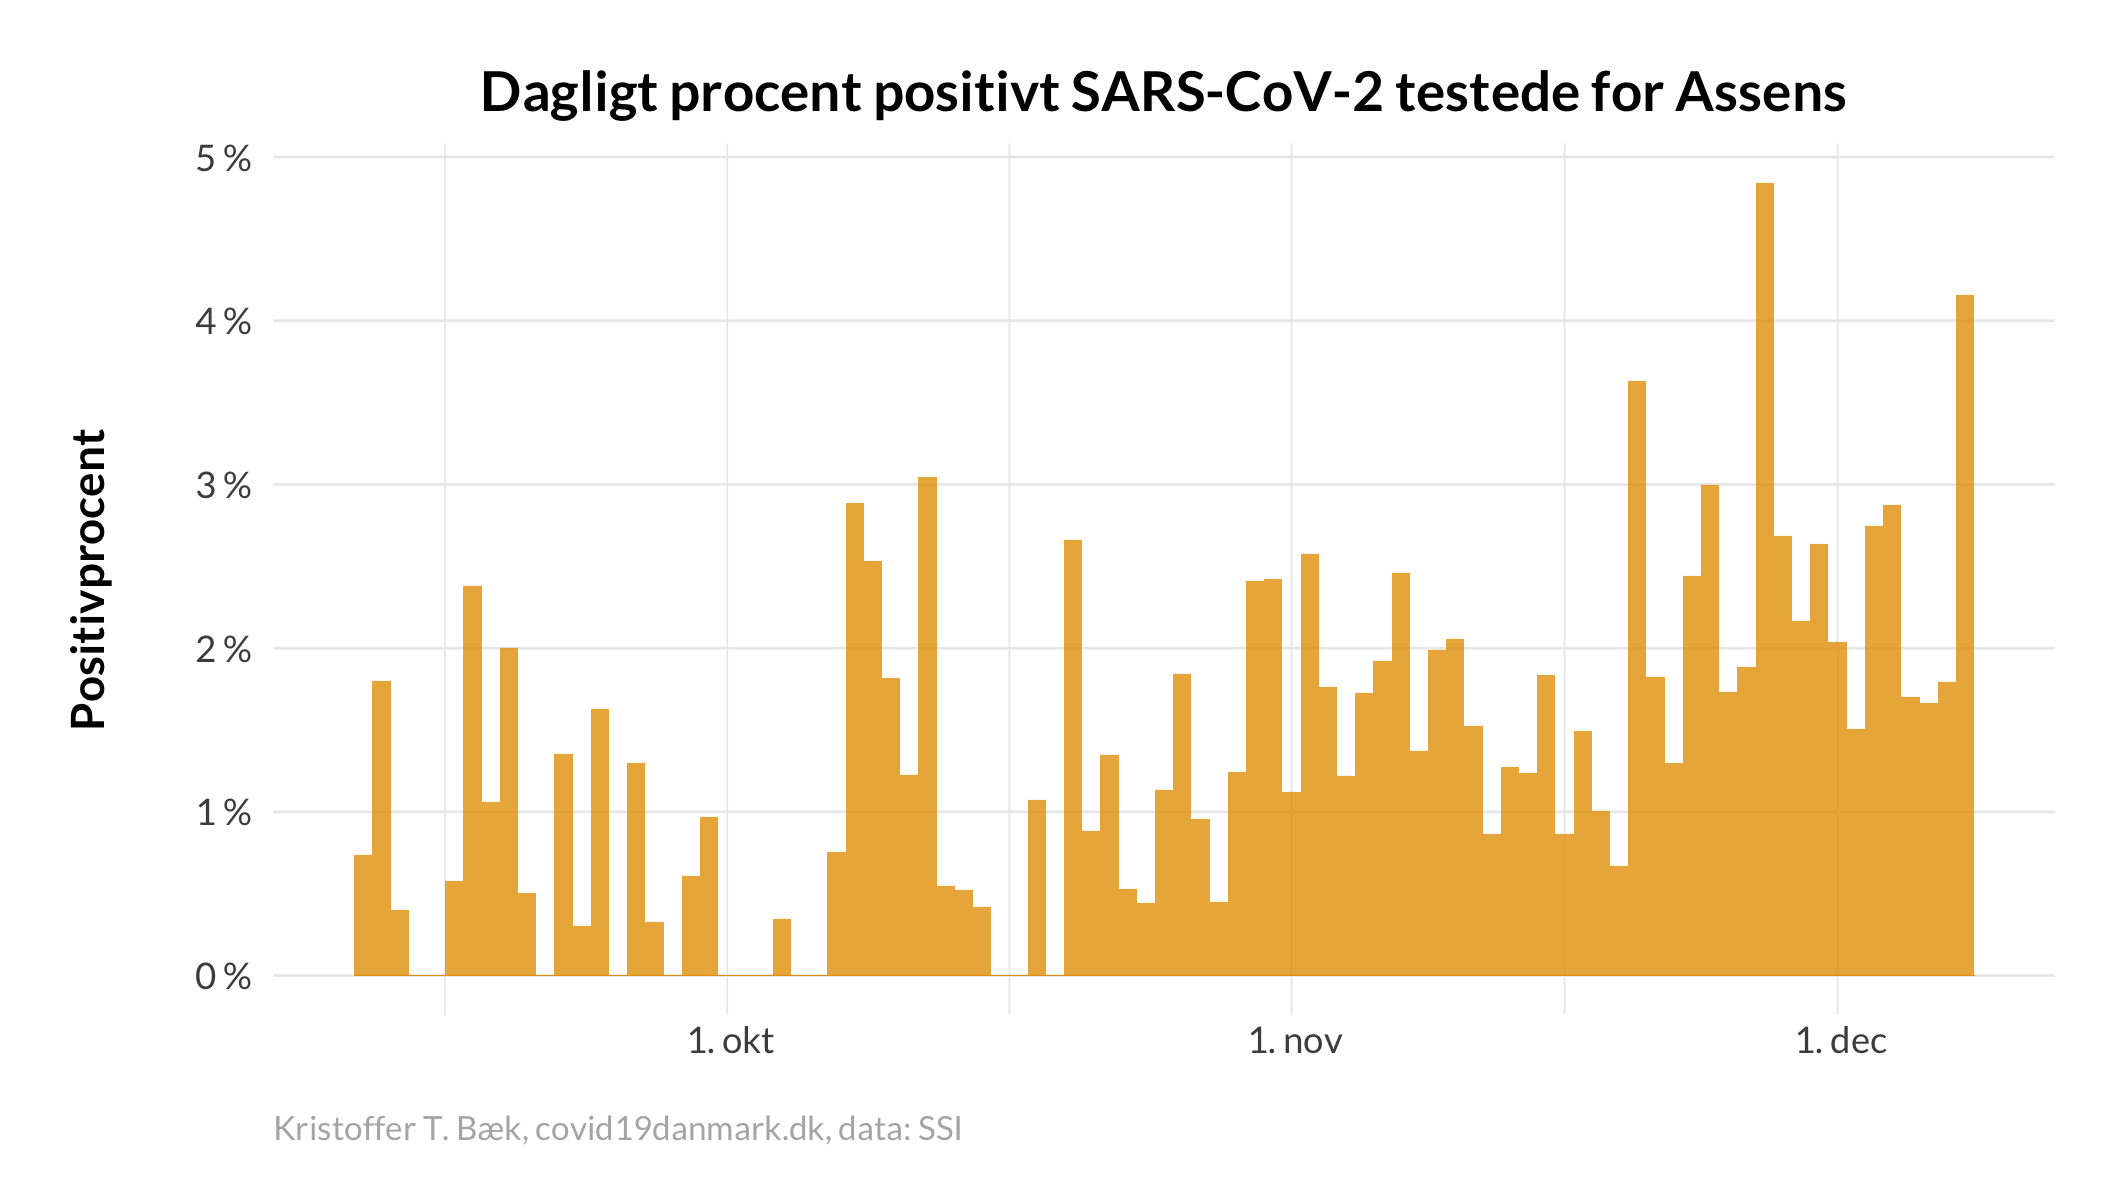 Dagligt procent positivt SARS-CoV-2 testede for Assens
Positivprocent
5 %
4 %
3 %
2 %
1 %
0 %
1. okt
1. nov
1. dec
Kristoffer T. Bæk, covid19danmark.dk, data: SSI